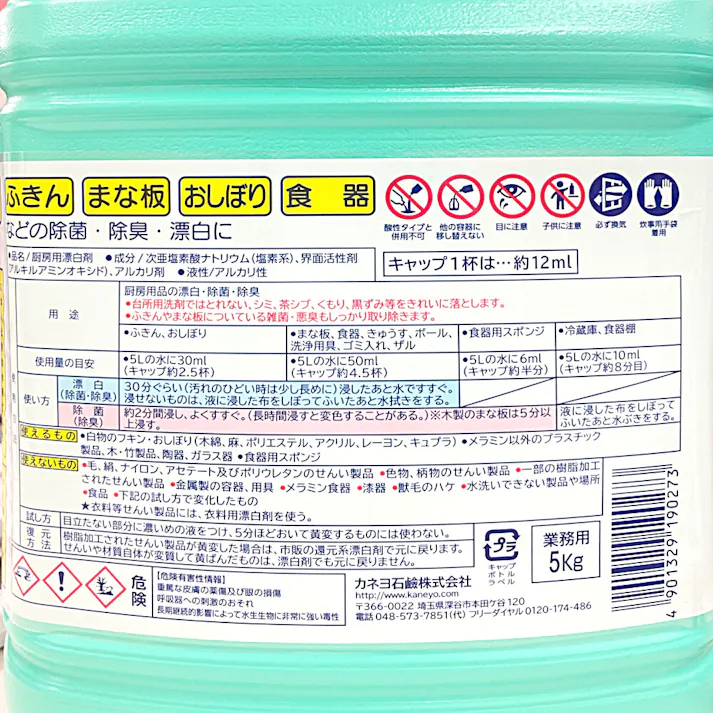 ふきん まな板 おしぼり 食器
などの除菌・除臭・漂白に
酸性タイプと併用不可
他の容器に移し替えない
目に注意
子供に注意
必ず換気
炊事用手袋着用
●品名/厨房用漂白剤 ●成分/次亜塩素酸ナトリウム(塩素系)、界面活性剤
アルキルアミンオキシド)、アルカリ剤 ●液性/アルカリ性
キャップ1杯は…約12ml
用途
厨房用品の漂白・除菌・除臭
●台所用洗剤ではとれない、シミ、茶シブ、くもり、黒ずみ等をきれいに落とします。
●ふきんやまな板についている雑菌・悪臭もしっかり取り除きます。
●ふきん、おしぼり
●まな板、食器、きゅうす、ボール、
洗浄用具、ゴミ入れ、ザル
●食器用スポンジ
●冷蔵庫、食器棚
使用量の目安
●5Lの水に30ml
(キャップ約2.5杯)
●5Lの水に50ml
(キャップ約4.5杯)
●5Lの水に6ml
(キャップ約半分)
●5Lの水に10ml
(キャップ約8分目)
使い方
漂白
(除菌・除臭)
30分ぐらい(汚れのひどい時は少し長めに)浸したあと水ですすぐ。
浸せないものは、液に浸した布をしぼってふいたあと水拭きをする。
除菌
(除臭)
約2分間浸し、よくすすぐ。(長時間浸すと変色することがある。)※木製のまな板は5分以
上浸す。
液に浸した布をしぼって
ふいたあと水ぶきをする。
使えるもの
●白物のフキン・おしぼり(木綿、麻、ポリエステル、アクリル、レーヨン、キュプラ) ●メラミン以外のプラスチック
製品、木・竹製品、陶器、ガラス器 ●食器用スポンジ
使えないもの
●毛、絹、ナイロン、アセテート及びポリウレタンのせんい製品 ●色物、柄物のせんい製品 ●一部の樹脂加工
されたせんい製品 ●金属製の容器、用具 ●メラミン食器 ●漆器 ●獣毛のハケ ●水洗いできない製品や場所
●食品 ●下記の試し方で変化したもの
★衣料等せんい製品には、衣料用漂白剤を使う。
試し方
目立たない部分に濃いめの液をつけ、5分ほどおいて黄変するものには使わない。
復元方法
樹脂加工されたせんい製品が黄変した場合は、市販の還元系漂白剤で元に戻ります。
せんいや材質自体が変質して黄ばんだものは、漂白剤でも元に戻りません。
危険
【危険有害性情報】
重篤な皮膚の薬傷及び眼の損傷
呼吸器への刺激のおそれ
長期継続的影響によって水生生物に非常に強い毒性
カネヨ石鹸株式会社
http://www.kaneyo.com/
〒366-0022 埼玉県深谷市本田ケ谷120
電話 048-573-7851(代) フリーダイヤル 0120-174-486
プラ
キャップ
ボトル
ラベル
業務用
5Kg
4 901329 190273